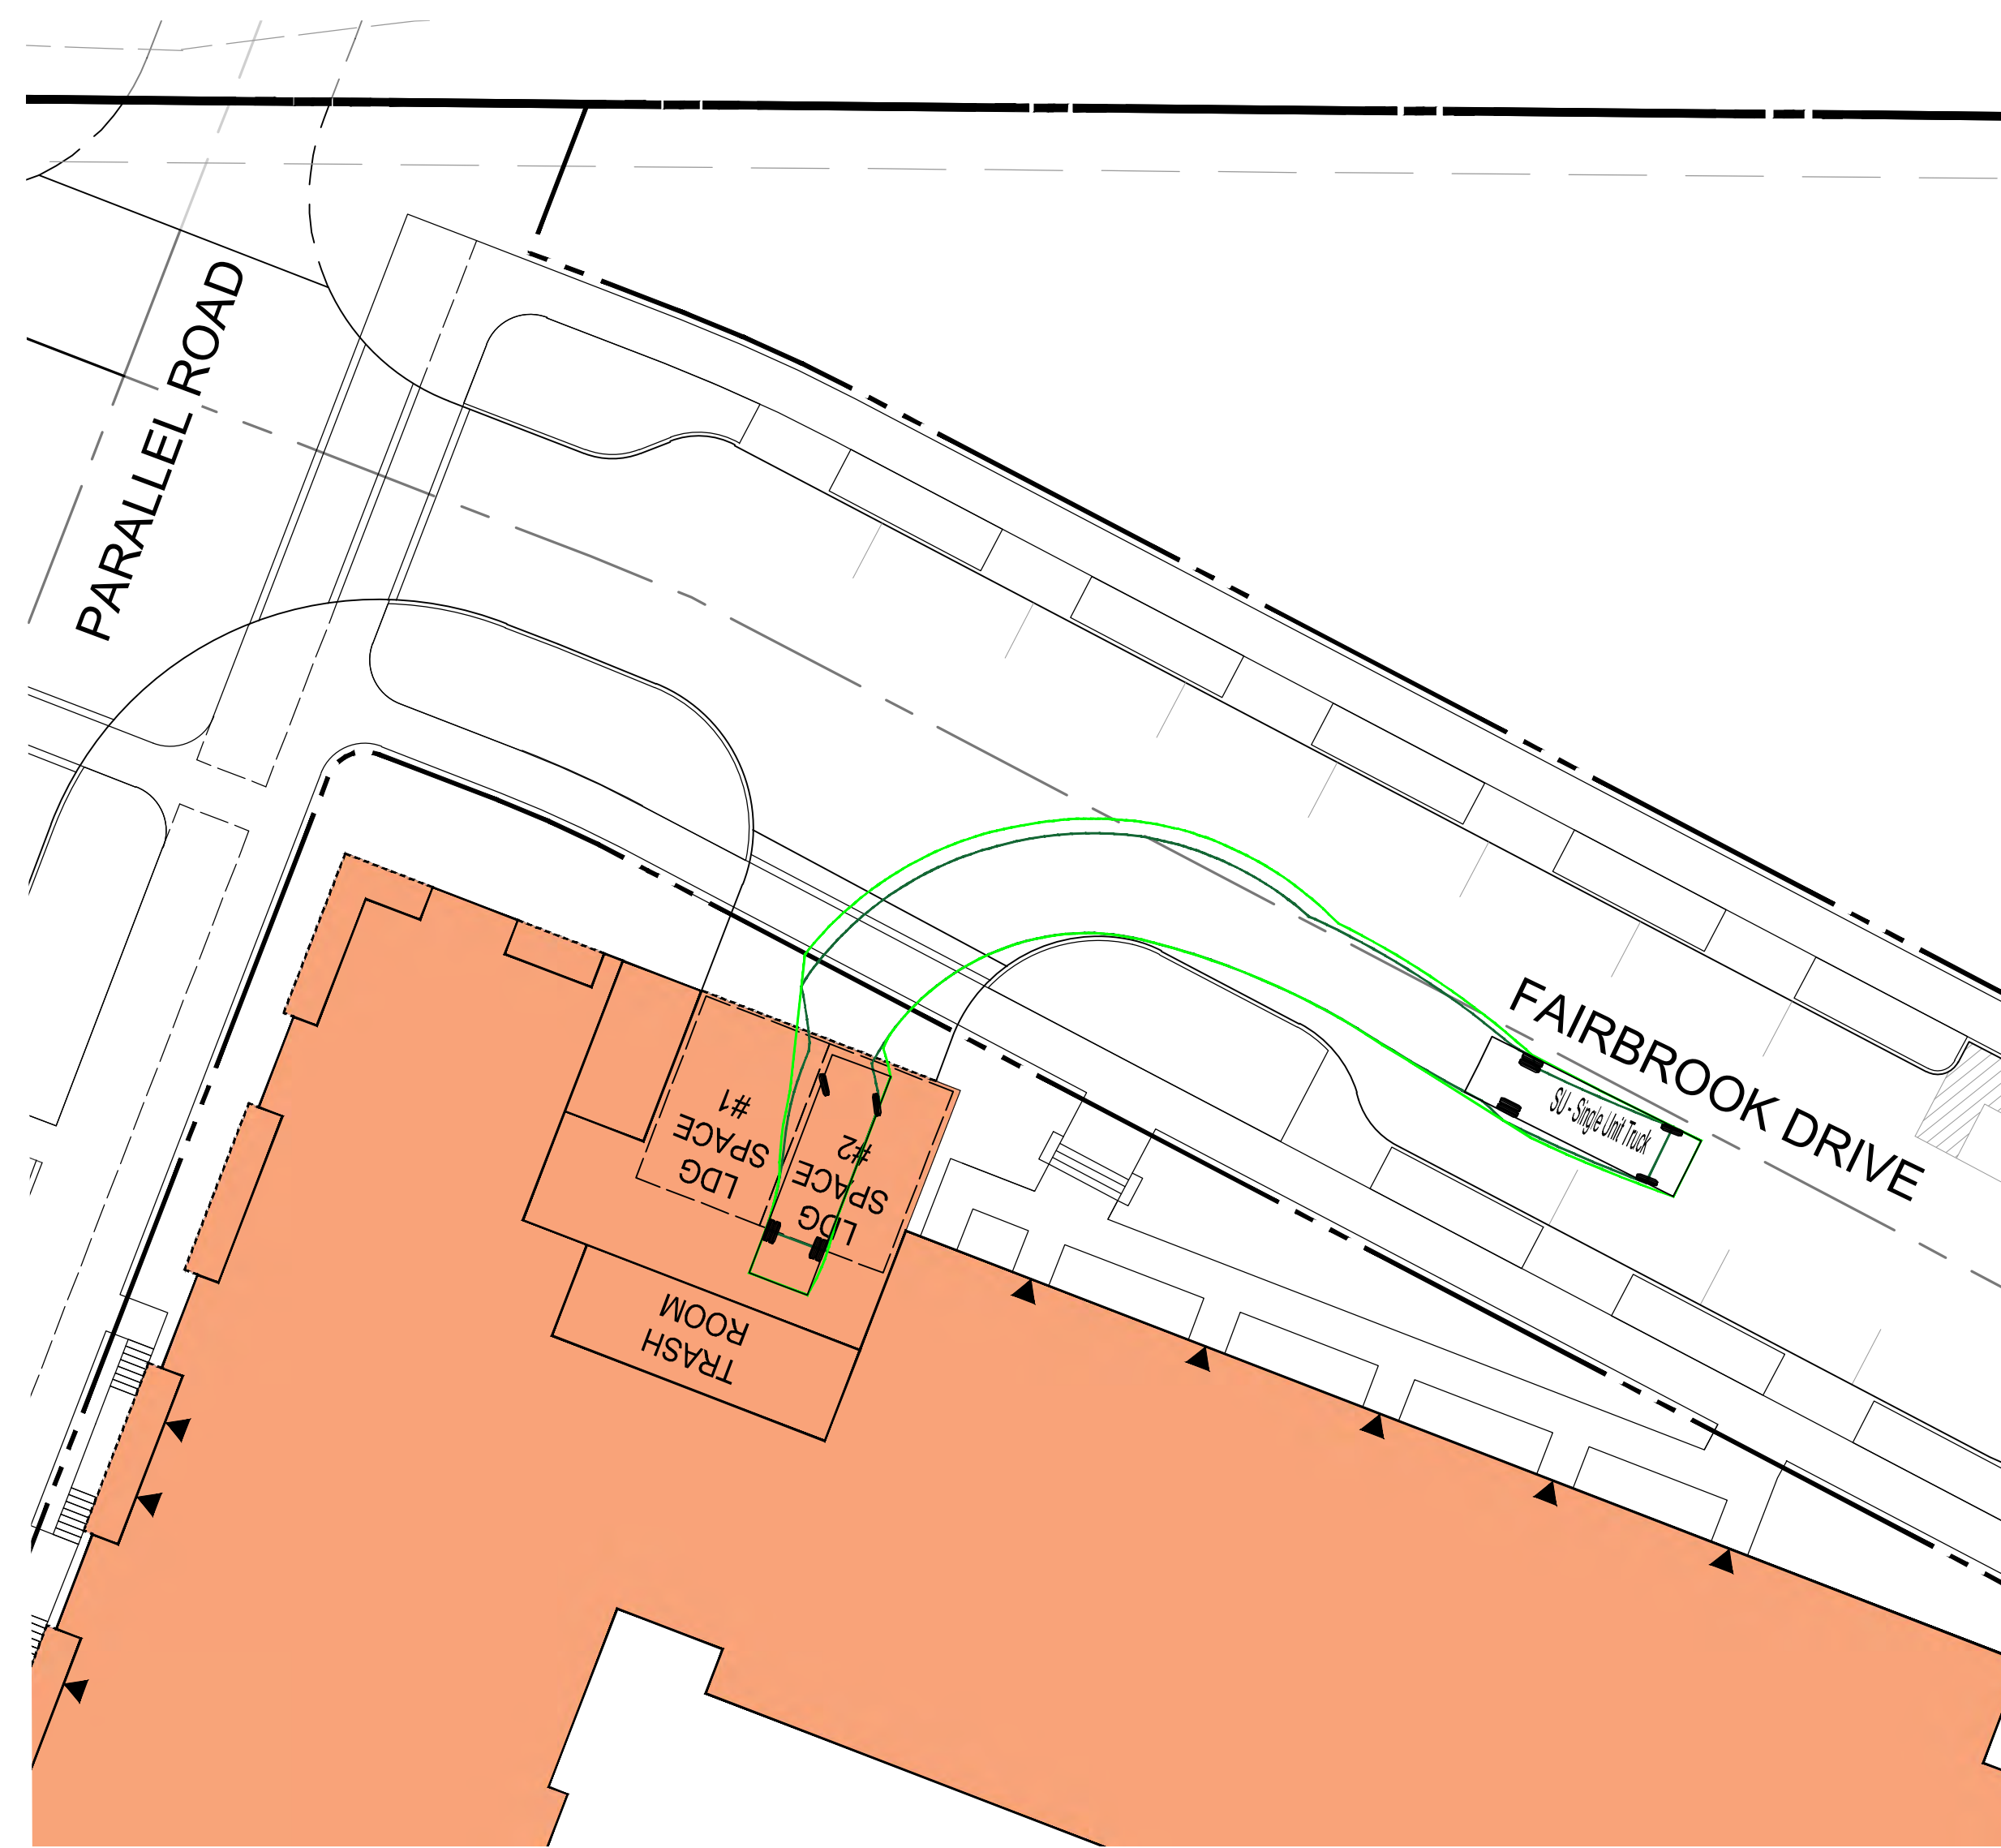 PARALLEL ROAD
FAIRBROOK DRIVE
SU - Single Unit Truck
LDG
SPACE
#1
LDG
SPACE
#2
TRASH
ROOM